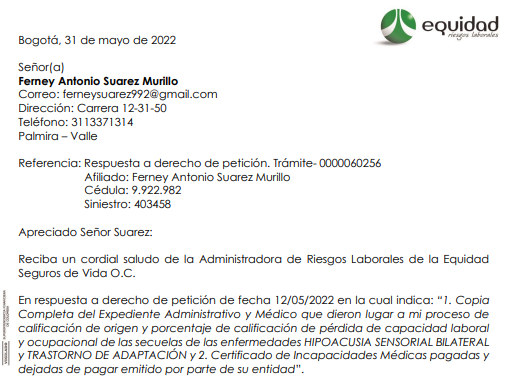 equidad
riesgos laborales
Bogotá, 31 de mayo de 2022
Señor(a)
Ferney Antonio Suarez Murillo
Correo: ferneysuarez992@gmail.com
Dirección: Carrera 12-31-50
Teléfono: 3113371314
Palmira – Valle
Referencia: Respuesta a derecho de petición. Trámite- 0000060256
Afiliado: Ferney Antonio Suarez Murillo
Cédula: 9.922.982
Siniestro: 403458
Apreciado Señor Suarez:
Reciba un cordial saludo de la Administradora de Riesgos Laborales de la Equidad
Seguros de Vida O.C.
En respuesta a derecho de petición de fecha 12/05/2022 en la cual indica: “1. Copia
Completa del Expediente Administrativo y Médico que dieron lugar a mi proceso de
calificación de origen y porcentaje de calificación de pérdida de capacidad laboral
y ocupacional de las secuelas de las enfermedades HIPOACUSIA SENSORIAL BILATERAL
y TRASTORNO DE ADAPTACIÓN y 2. Certificado de Incapacidades Médicas pagadas y
dejadas de pagar emitido por parte de su entidad”.